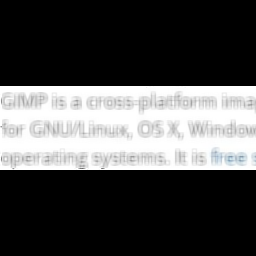 GIMP is a cross-platform
for GNU/Linux, OS X,
operating systems. It is free